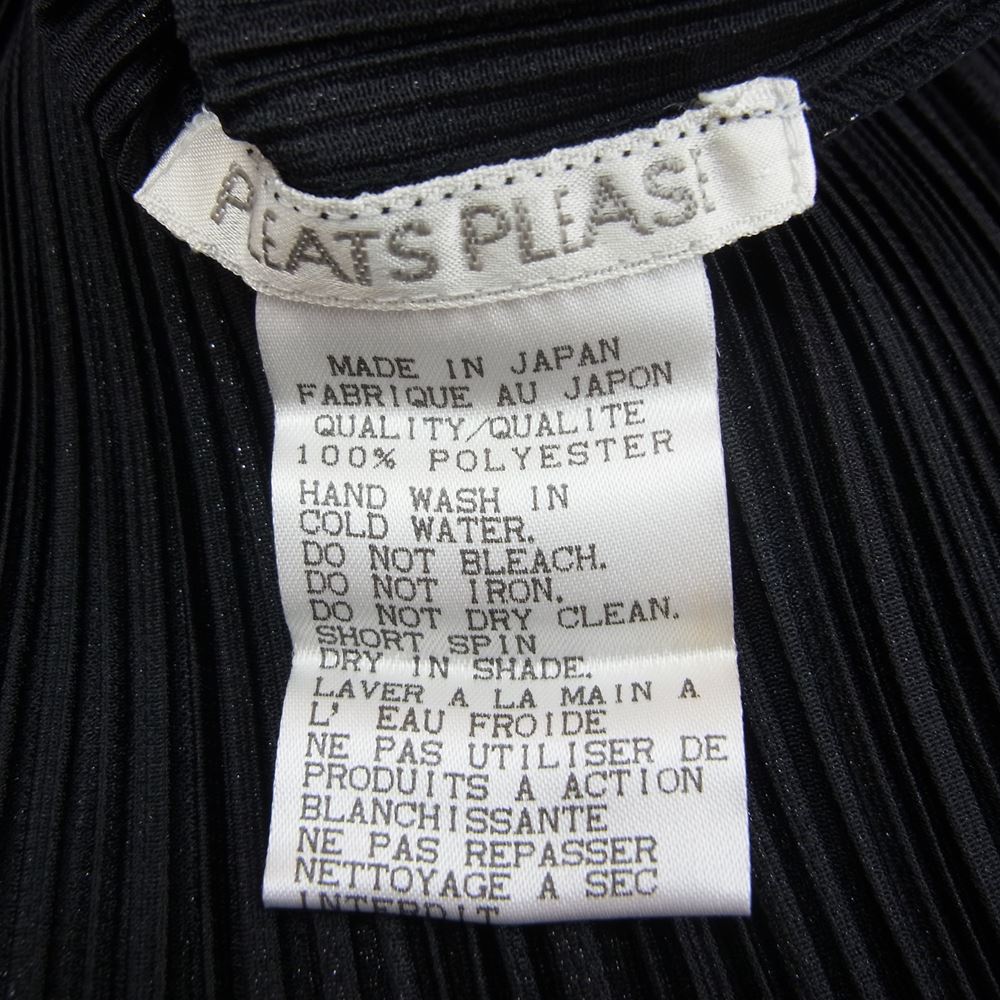 PLEATS PLEASE
MADE IN JAPAN
FABRIQUE AU JAPON
QUALITY/QUALITE
100% POLYESTER
HAND WASH IN
COLD WATER.
DO NOT BLEACH.
DO NOT IRON.
DO NOT DRY CLEAN.
SHORT SPIN
DRY IN SHADE.
LAVER A LA MAIN A
L' EAU FROIDE
NE PAS UTILISER DE
PRODUITS A ACTION
BLANCHISSANTE
NE PAS REPASSER
NETTOYAGE A SEC
INTERDIT